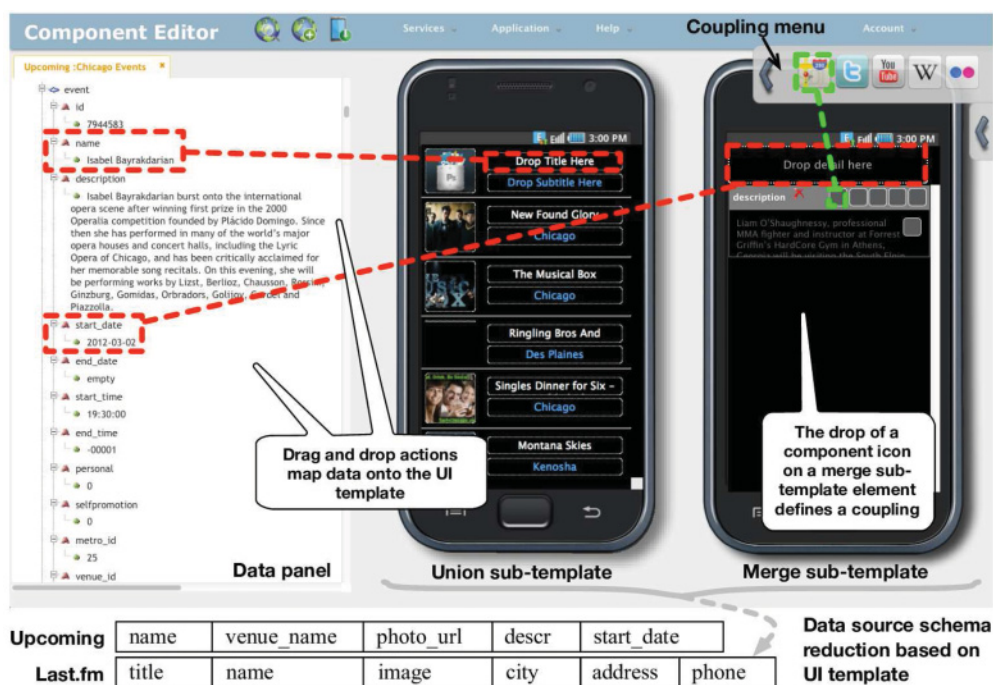 Component Editor
Services
Application
Help
Coupling menu
Account
You
Tube
W
Upcoming :Chicago Events
event
id
7944583
name
Isabel Bayrakdarian
description
Isabel Bayrakdarian burst onto the international
opera scene after winning first prize in the 2000
Operalia competition founded by Plácido Domingo. Since
then she has performed in many of the world's major
opera houses and concert halls, including the Lyric
Opera of Chicago, and has been critically acclaimed for
her memorable song recitals. On this evening, she will
be performing works by Lizst, Berlioz, Chausson,
Ginzburg, Gomidas, Orbradors, and
Piazzolla.
start_date
2012-03-02
end_date
empty
start_time
19:30:00
end_time
-00001
personal
0
selfpromotion
0
metro_id
25
venue_id
Data panel
3:00 PM
Drop Title Here
Drop Subtitle Here
New Found Glory
Chicago
The Musical Box
Chicago
Ringling Bros And
Des Plaines
Singles Dinner for Six –
Chicago
Montana Skies
Kenosha
Drag and drop actions
map data onto the UI
template
Union sub-template
3:00 PM
Drop detail here
description
Liam O'Shaughnessy, professional
MMA fighter and instructor at Forrest
Griffin's HardCore Gym in Athens,
Georgia will be visiting the South Elgin
The drop of a
component icon
on a merge sub-
template element
defines a coupling
Merge sub-template
Upcoming name venue_name photo_url descr start_date
Last.fm title name image city address phone
Data source schema
reduction based on
UI template